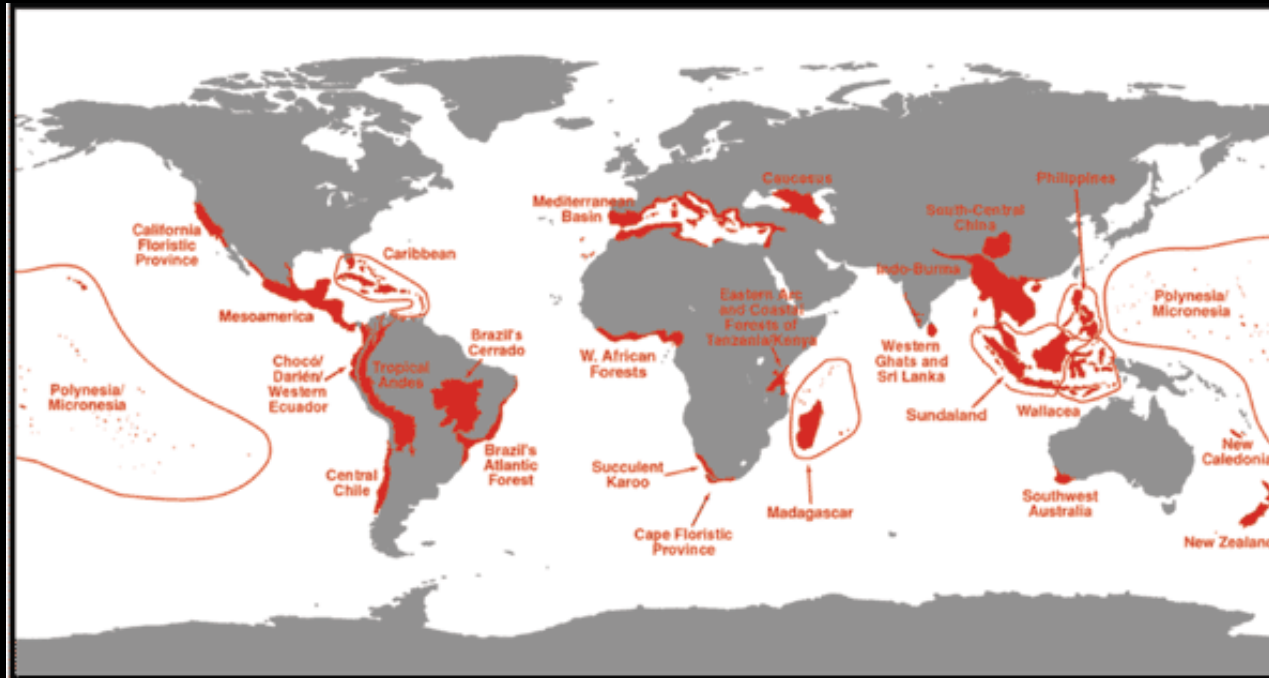 Caucasus
Philippines
Mediterranean
Basin
South-Central
China
California
Floristic
Province
Caribbean
Indo-Burma
Mesoamerica
Eastern Arc
and Coastal
Forests of
Tanzania/Kenya
Polynesia/
Micronesia
Brazil's
Cerrado
W. African
Forests
Western
Ghats and
Sri Lanka
Chocó/
Darién/
Western
Ecuador
Tropical
Andes
Polynesia/
Micronesia
Sundaland
Wallacea
Brazil's
Atlantic
Forest
Central
Chile
Succulent
Karoo
Madagascar
New
Caledonia
Southwest
Australia
Cape Floristic
Province
New Zealand